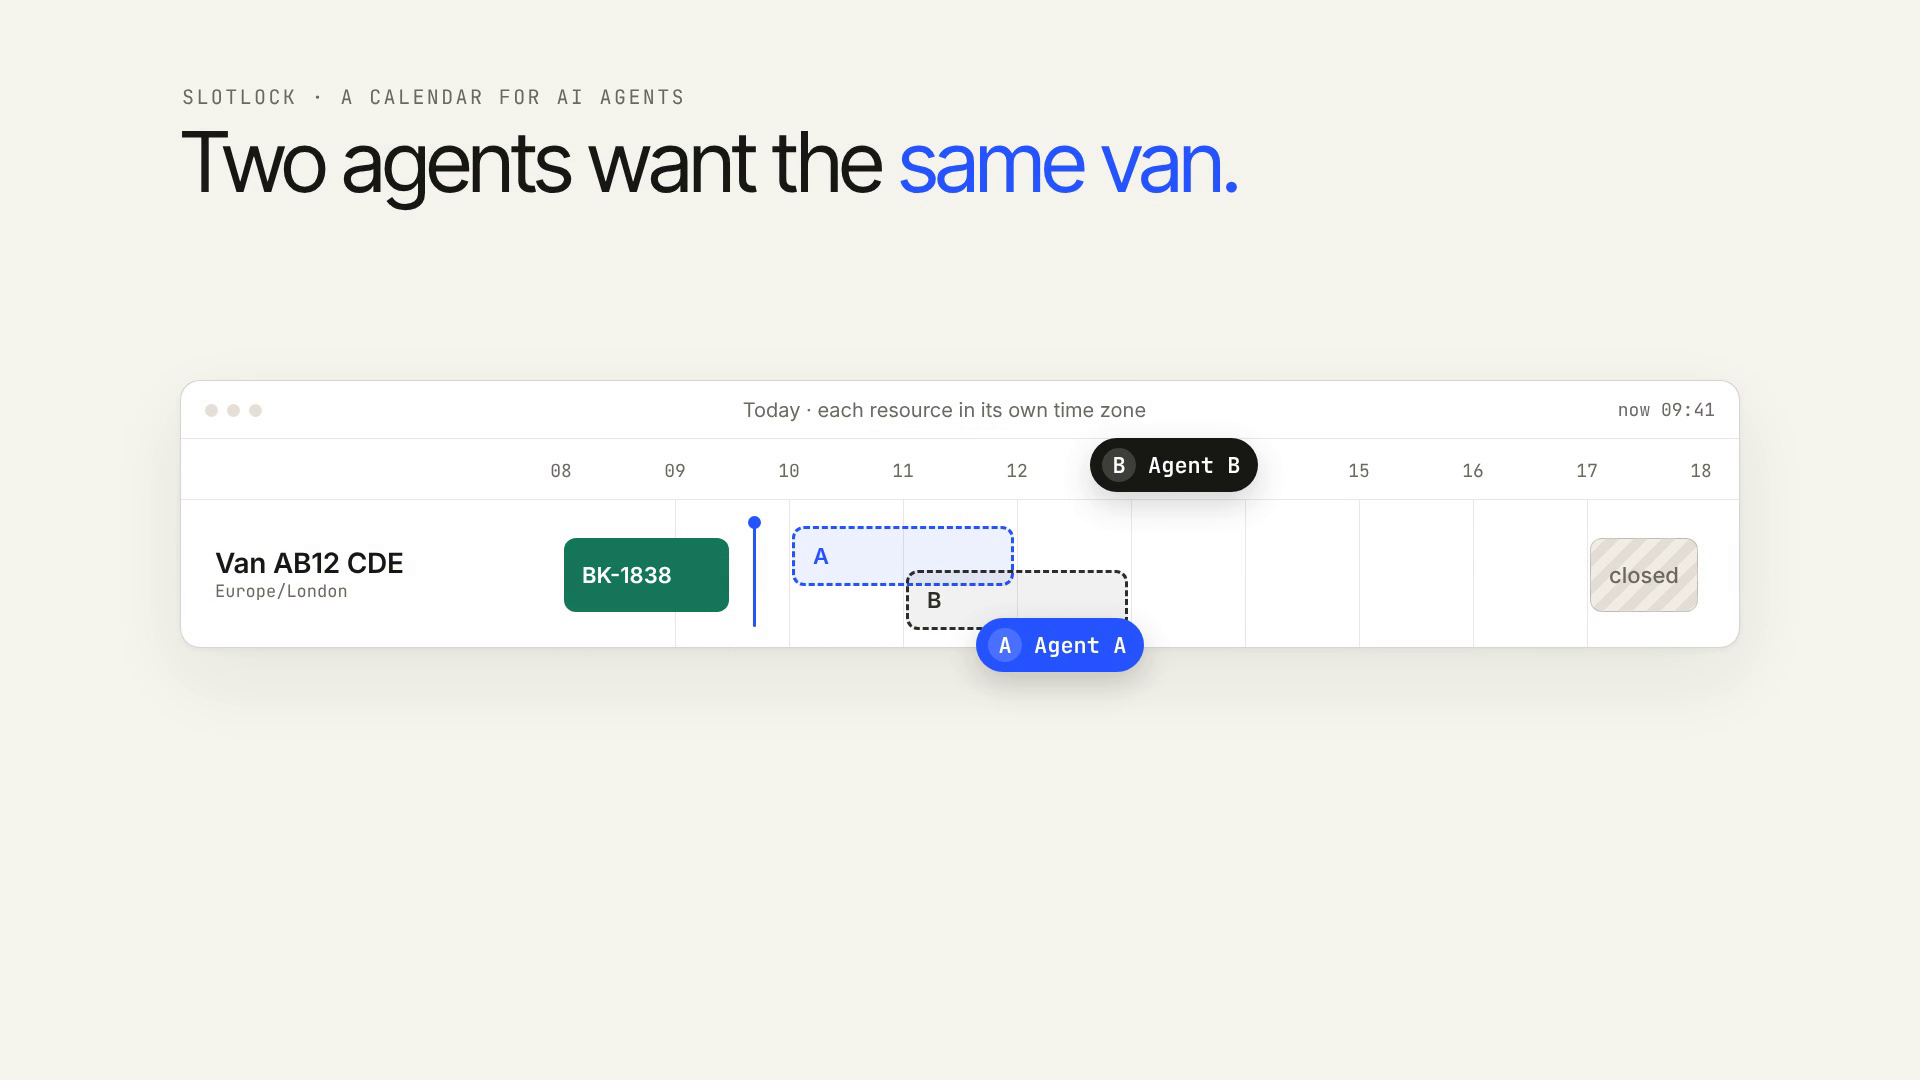 SLOTLOCK · A CALENDAR FOR AI AGENTS
Two agents want the same van.
Today · each resource in its own time zone
now 09:41
08 09 10 11 12 15 16 17 18
B Agent B
Van AB12 CDE
Europe/London
BK-1838
A
B
closed
A Agent A